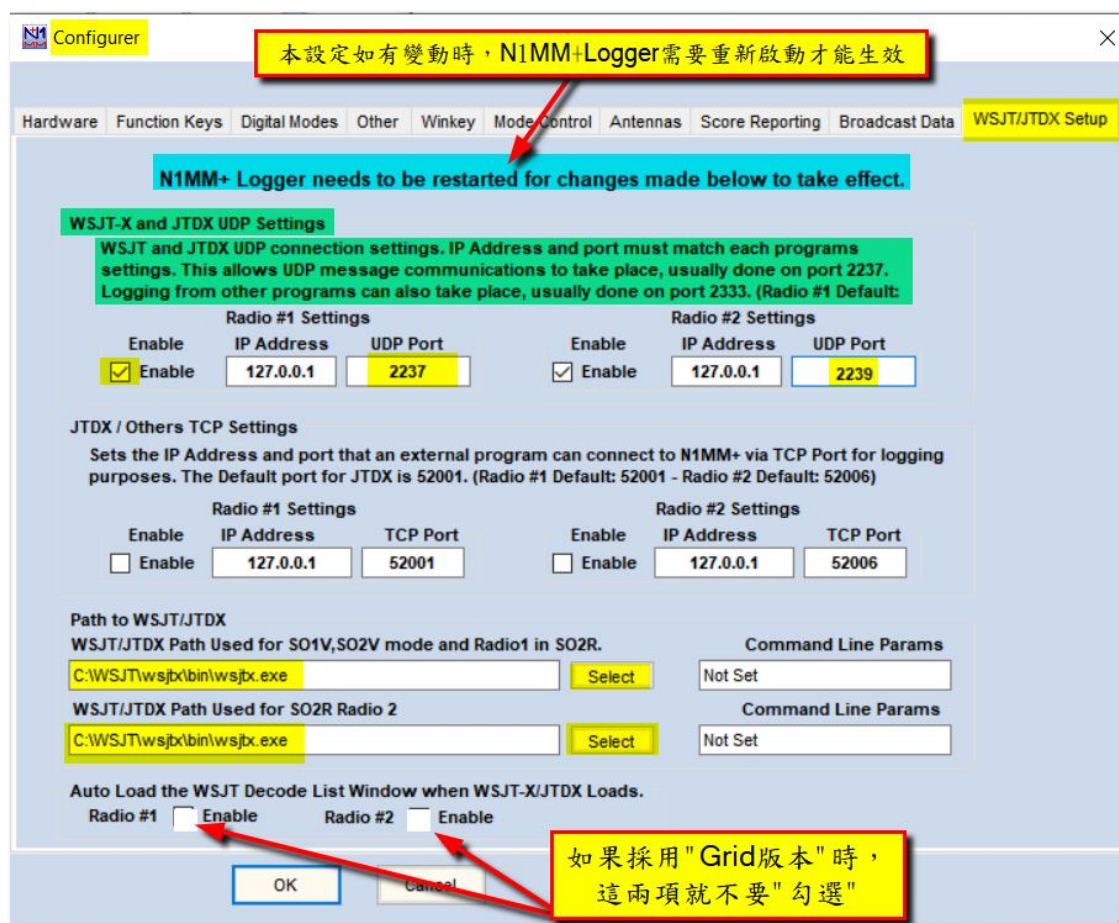 N1
MM+
Configurer
本設定如有變動時，N1MM+Logger需要重新啟動才能生效
Hardware Function Keys Digital Modes Other Winkey Mode Control Antennas Score Reporting Broadcast Data WSJT/JTDX Setup
N1MM+ Logger needs to be restarted for changes made below to take effect.
WSJT-X and JTDX UDP Settings
WSJT and JTDX UDP connection settings. IP Address and port must match each programs
settings. This allows UDP message communications to take place, usually done on port 2237.
Logging from other programs can also take place, usually done on port 2333. (Radio #1 Default:
Radio #1 Settings Radio #2 Settings
Enable IP Address UDP Port Enable IP Address UDP Port
Enable 127.0.0.1 2237 Enable 127.0.0.1 2239
JTDX / Others TCP Settings
Sets the IP Address and port that an external program can connect to N1MM+ via TCP Port for logging
purposes. The Default port for JTDX is 52001. (Radio #1 Default: 52001 - Radio #2 Default: 52006)
Radio #1 Settings Radio #2 Settings
Enable IP Address TCP Port Enable IP Address TCP Port
Enable 127.0.0.1 52001 Enable 127.0.0.1 52006
Path to WSJT/JTDX
WSJT/JTDX Path Used for SO1V,SO2V mode and Radio1 in SO2R. Command Line Params
C:\WSJT\wsjtx\bin\wsjtx.exe Select Not Set
WSJT/JTDX Path Used for SO2R Radio 2 Command Line Params
C:\WSJT\wsjtx\bin\wsjtx.exe Select Not Set
Auto Load the WSJT Decode List Window when WSJT-X/JTDX Loads.
Radio #1 Enable Radio #2 Enable
如果採用"Grid版本"時，
這兩項就不要"勾選"
OK Cancel